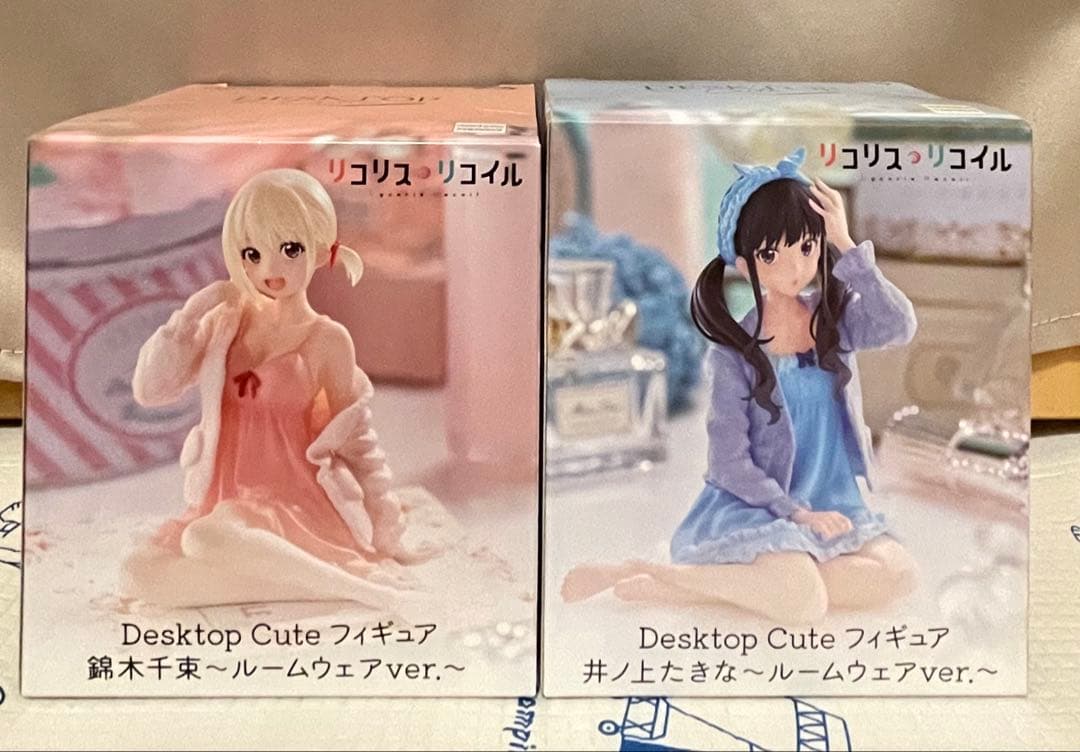 リコリス・リコイル
Desktop Cute フィギュア
錦木千束～ルームウェアver.～
リコリス・リコイル
Desktop Cute フィギュア
井ノ上たきな～ルームウェアver.～